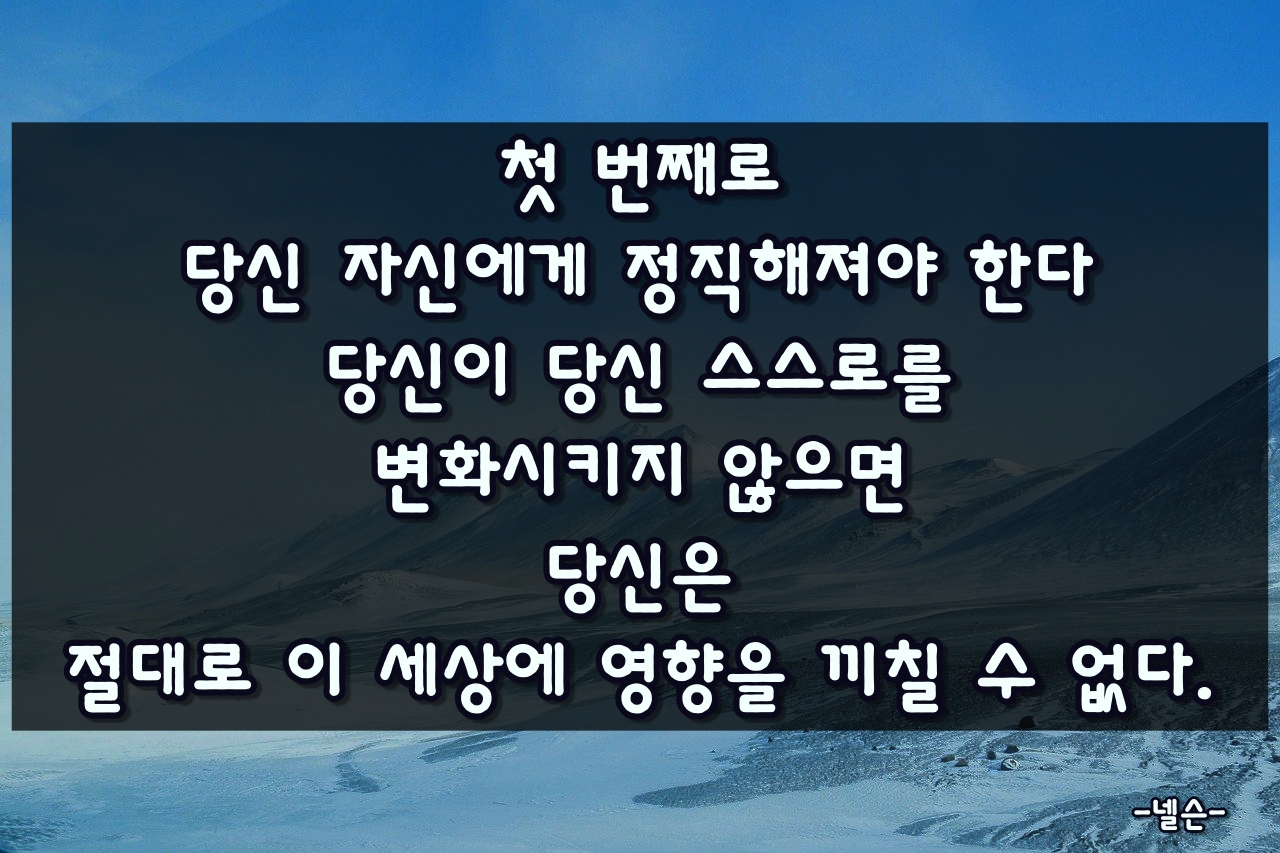 첫 번째로
당신 자신에게 정직해져야 한다
당신이 당신 스스로를
변화시키지 않으면
당신은
절대로 이 세상에 영향을 끼칠 수 없다.
-넬슨-